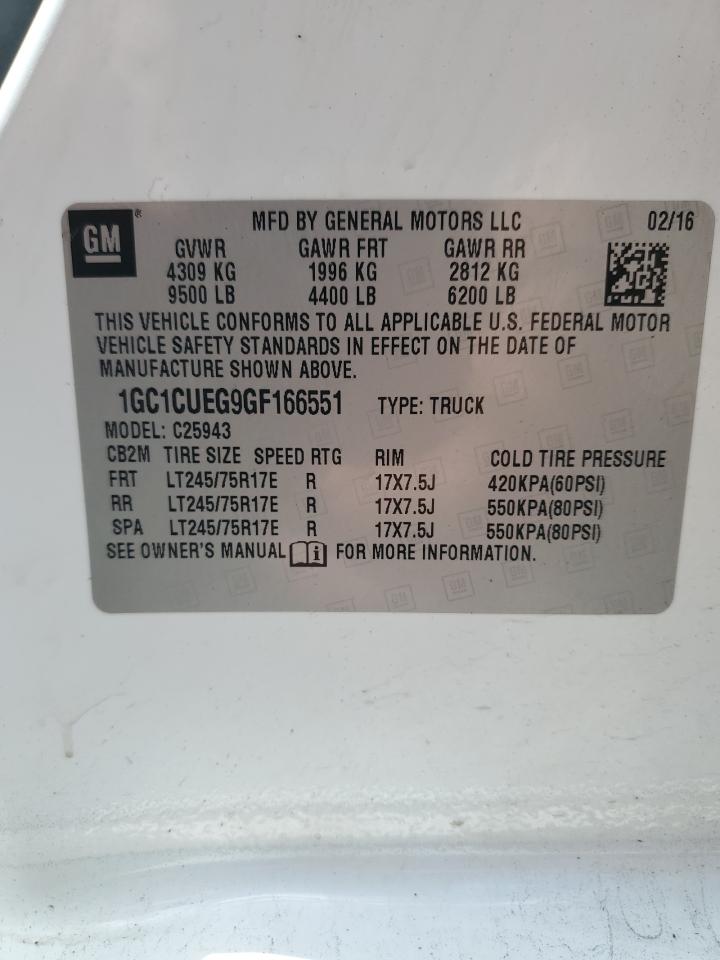 GM ® MFD BY GENERAL MOTORS LLC 02/16
GVWR GAWR FRT GAWR RR
4309 KG 1996 KG 2812 KG
9500 LB 4400 LB 6200 LB
THIS VEHICLE CONFORMS TO ALL APPLICABLE U.S. FEDERAL MOTOR
VEHICLE SAFETY STANDARDS IN EFFECT ON THE DATE OF
MANUFACTURE SHOWN ABOVE.
1GC1CUEG9GF166551 TYPE: TRUCK
MODEL: C25943
CB2M TIRE SIZE SPEED RTG RIM COLD TIRE PRESSURE
FRT LT245/75R17E R 17X7.5J 420KPA(60PSI)
RR LT245/75R17E R 17X7.5J 550KPA(80PSI)
SPA LT245/75R17E R 17X7.5J 550KPA(80PSI)
SEE OWNER'S MANUAL i FOR MORE INFORMATION.